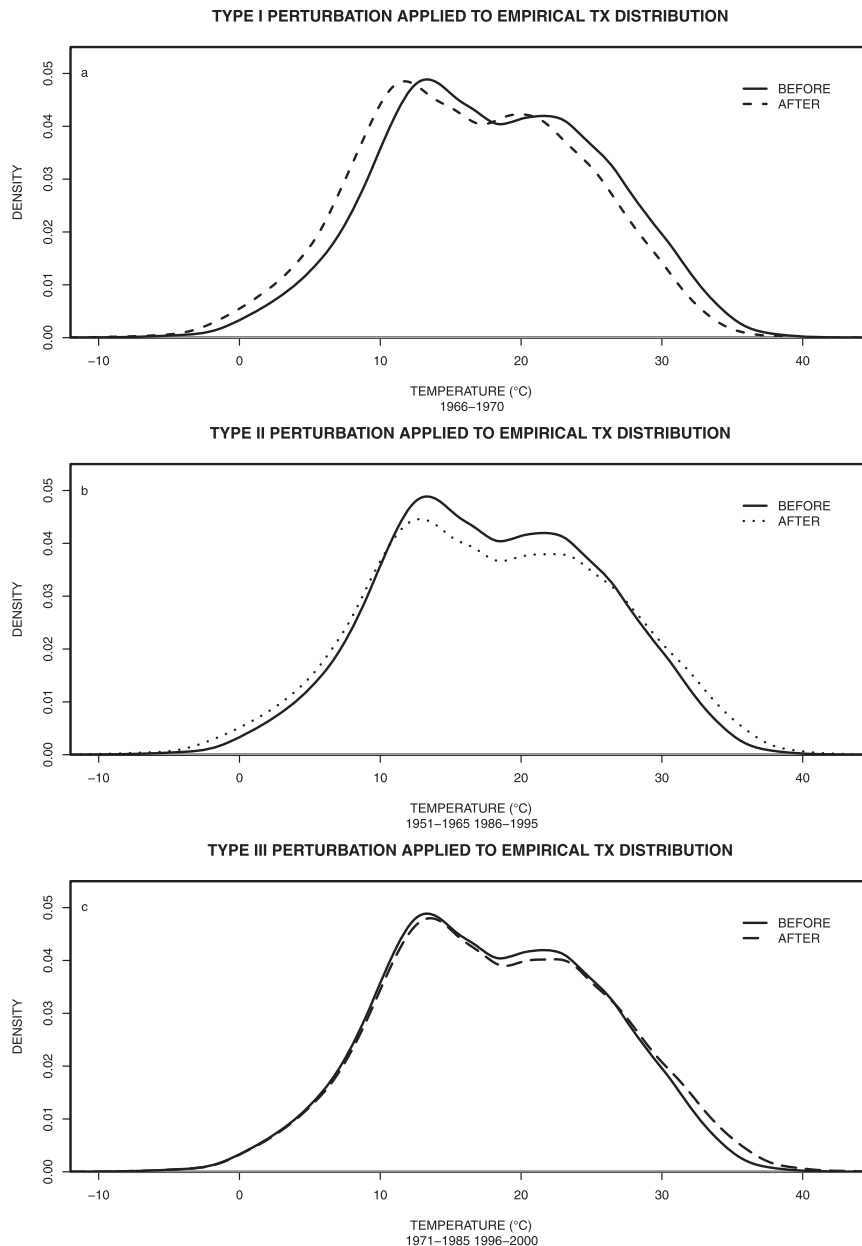 TYPE I PERTURBATION APPLIED TO EMPIRICAL TX DISTRIBUTION
a
BEFORE
AFTER
DENSITY
0.05
0.04
0.03
0.02
0.01
0.00
−10 0 10 20 30 40
TEMPERATURE (°C)
1966−1970
TYPE II PERTURBATION APPLIED TO EMPIRICAL TX DISTRIBUTION
b
BEFORE
AFTER
DENSITY
0.05
0.04
0.03
0.02
0.01
0.00
−10 0 10 20 30 40
TEMPERATURE (°C)
1951−1965 1986−1995
TYPE III PERTURBATION APPLIED TO EMPIRICAL TX DISTRIBUTION
c
BEFORE
AFTER
DENSITY
0.05
0.04
0.03
0.02
0.01
0.00
−10 0 10 20 30 40
TEMPERATURE (°C)
1971−1985 1996−2000